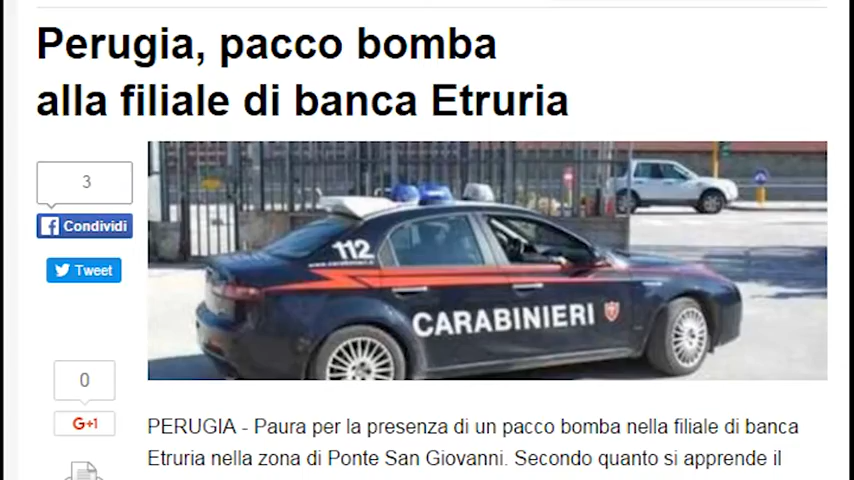 Perugia, pacco bomba
alla filiale di banca Etruria
3
Condividi
Tweet
0
G+1
112
CARABINIERI
PERUGIA - Paura per la presenza di un pacco bomba nella filiale di banca
Etruria nella zona di Ponte San Giovanni. Secondo quanto si apprende il